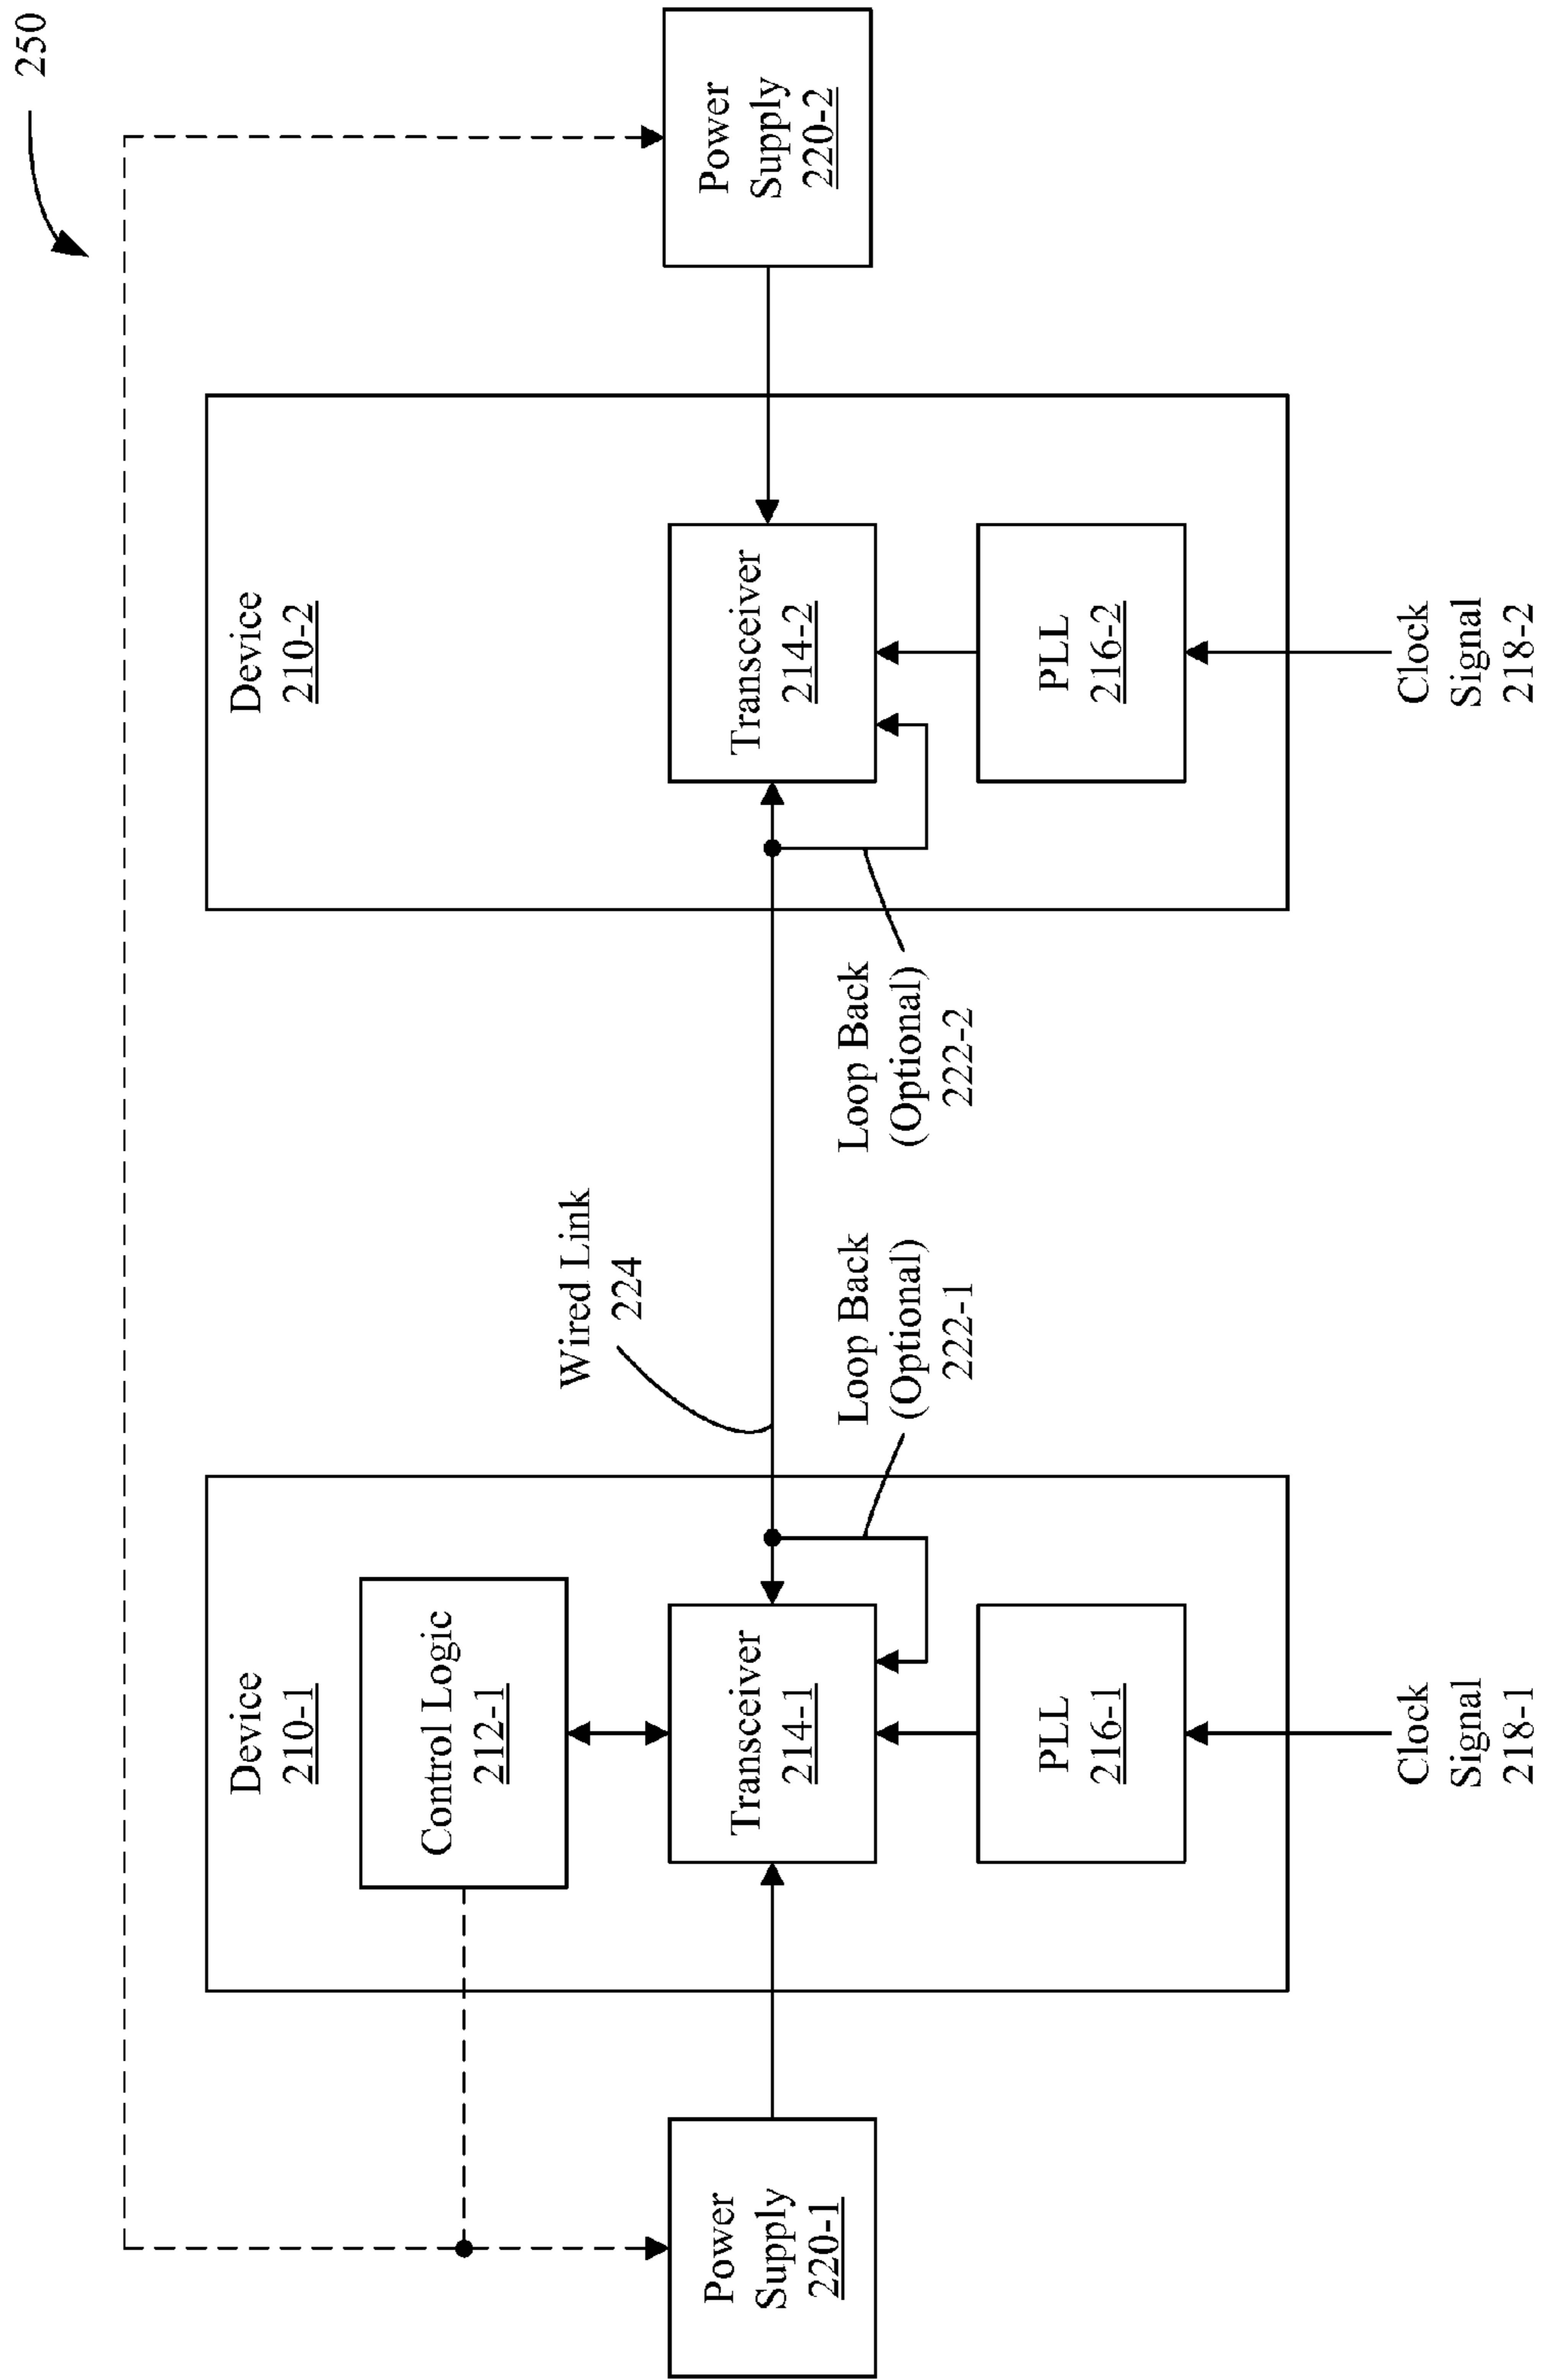 250
Device
210-1
Control Logic
212-1
Device
210-2
Wired Link
224
Power
Supply
220-1
Transceiver
214-1
Transceiver
214-2
Power
Supply
220-2
Loop Back
(Optional)
222-1
Loop Back
(Optional)
222-2
PLL
216-1
PLL
216-2
Clock
Signal
218-1
Clock
Signal
218-2